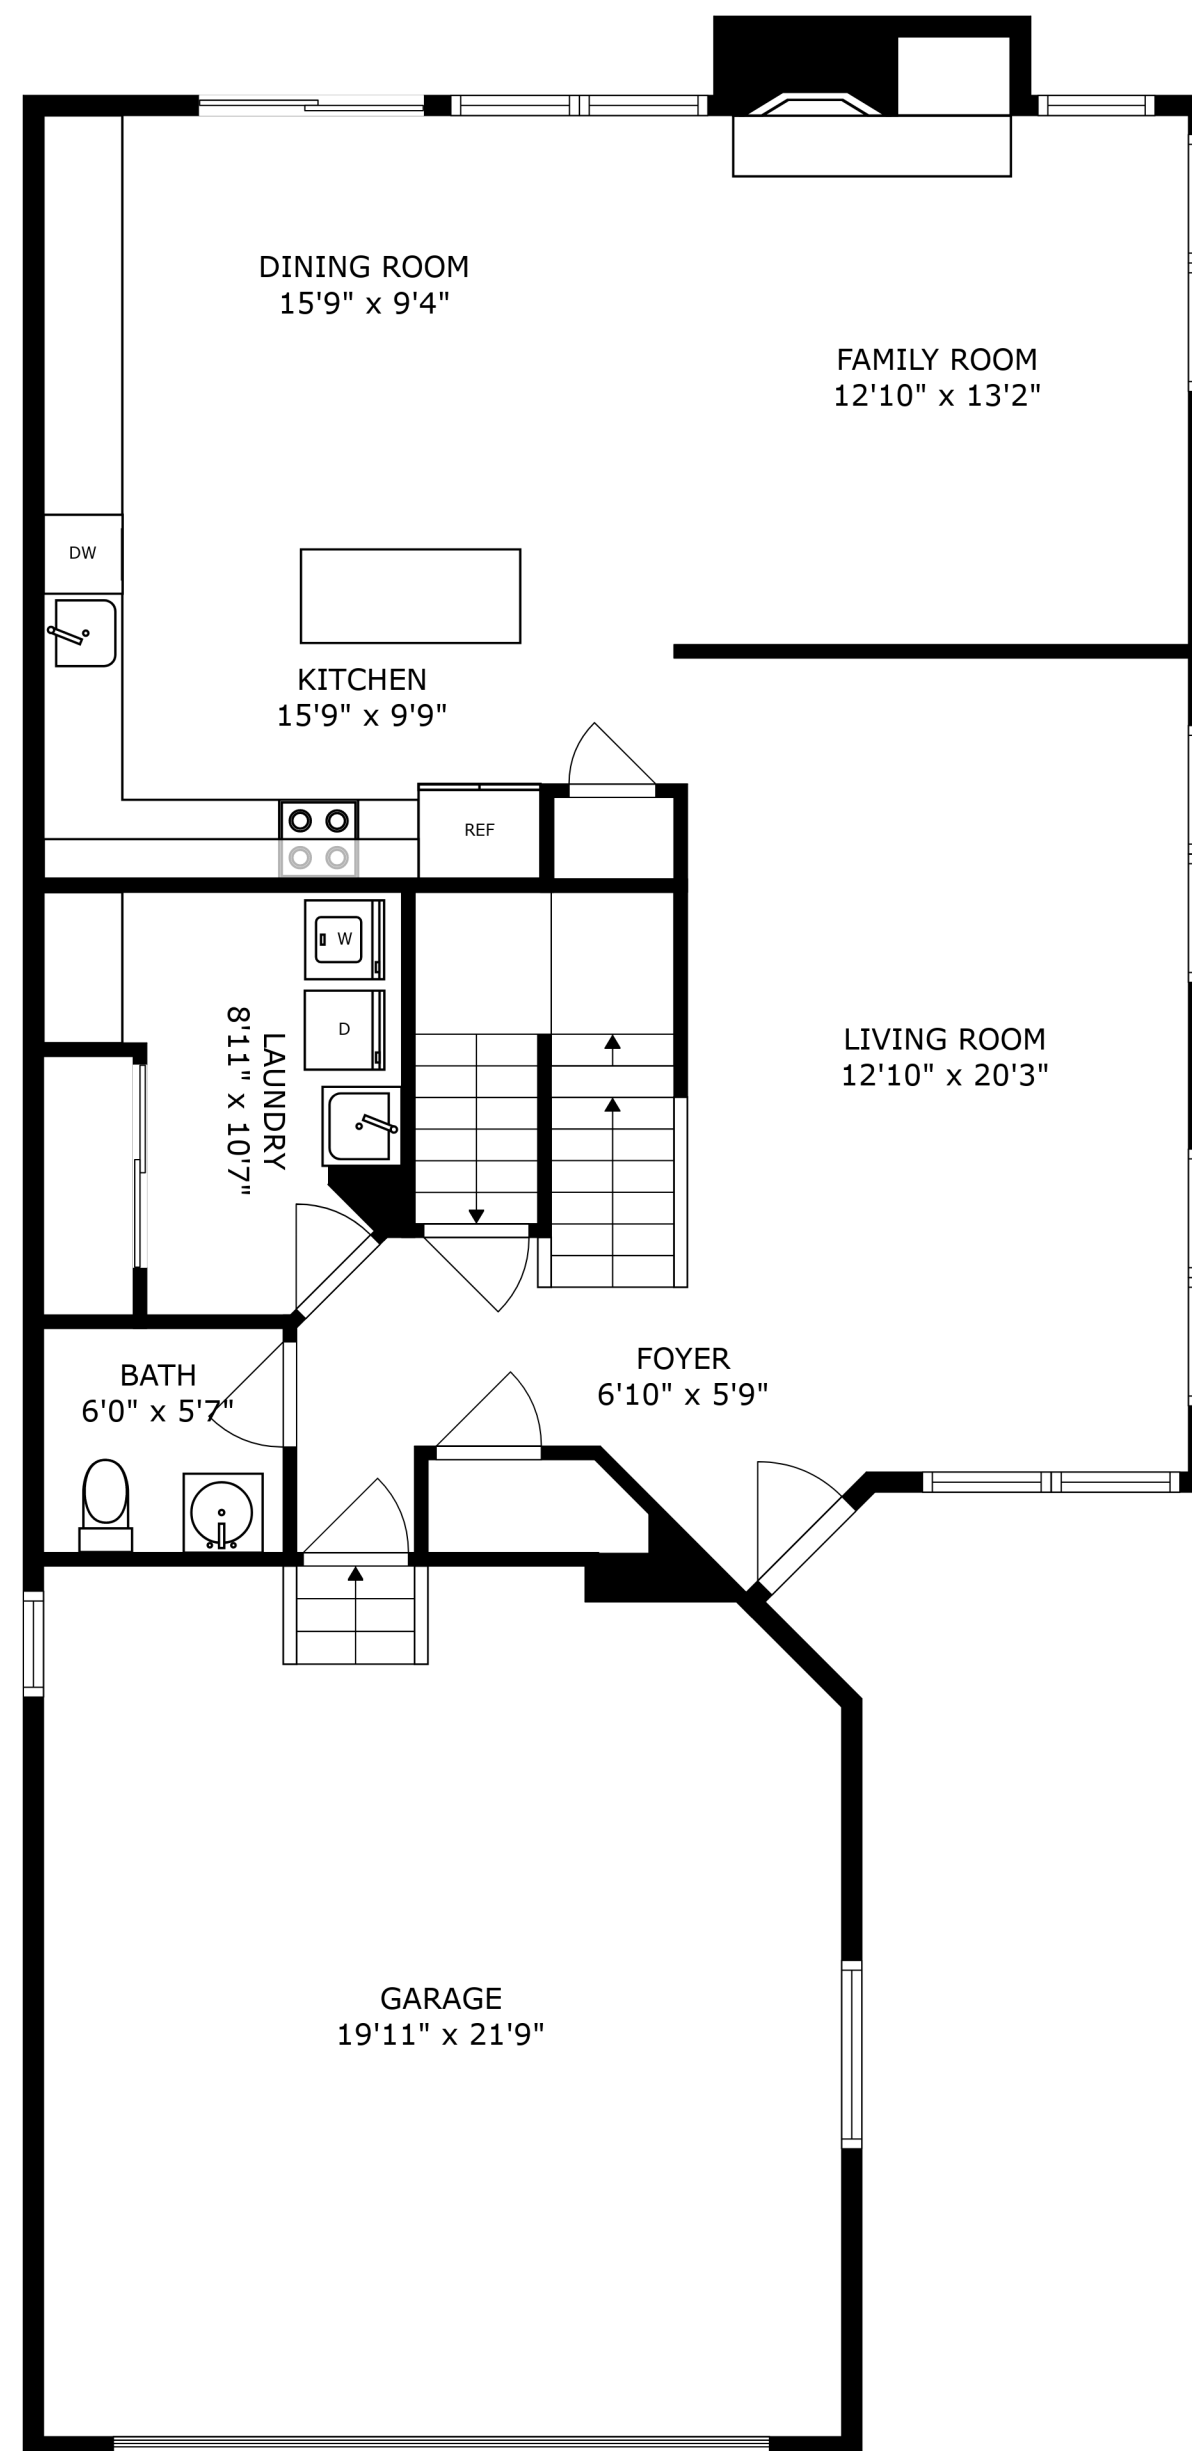 DINING ROOM
15'9" x 9'4"
FAMILY ROOM
12'10" x 13'2"
DW
KITCHEN
15'9" x 9'9"
REF
W
D
LAUNDRY
8'11" x 10'7"
LIVING ROOM
12'10" x 20'3"
FOYER
6'10" x 5'9"
BATH
6'0" x 5'7"
GARAGE
19'11" x 21'9"